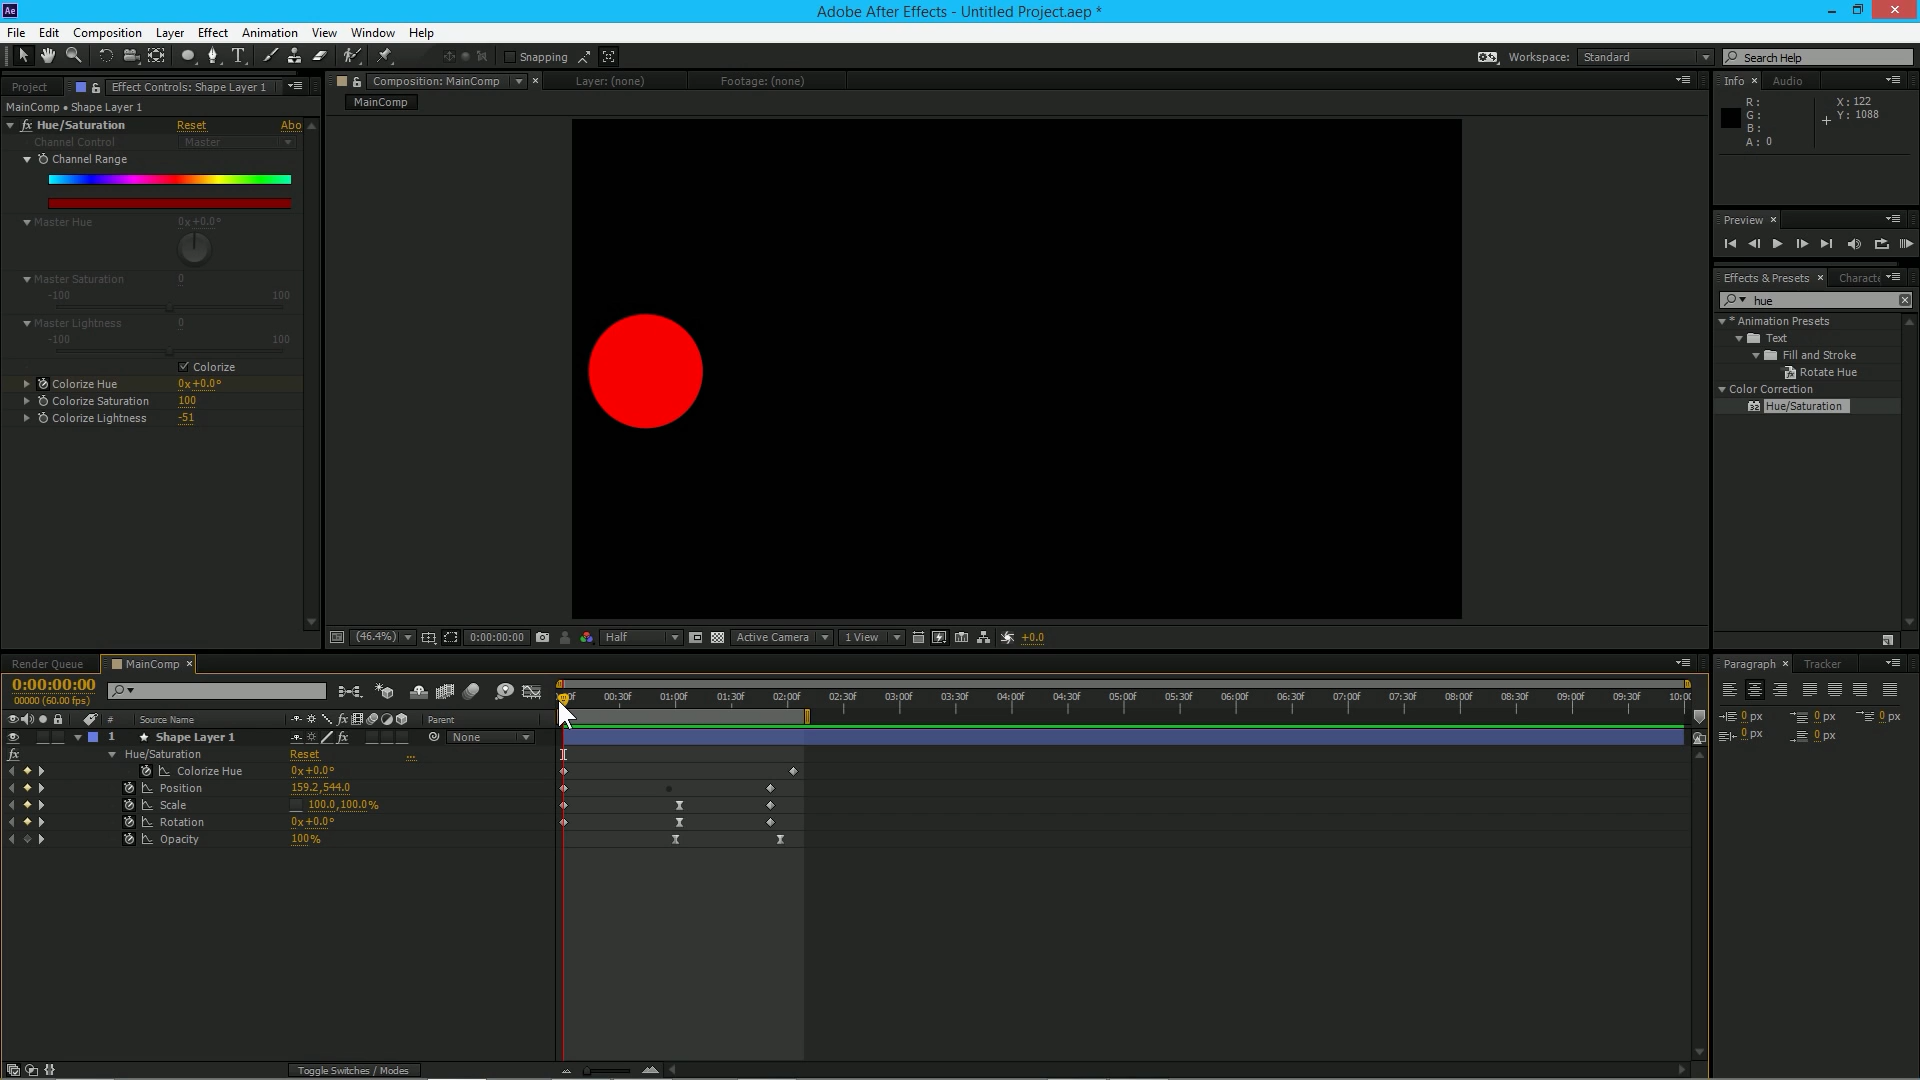 Ae
Adobe After Effects - Untitled Project.aep *
File Edit Composition Layer Effect Animation View Window Help
Snapping
Workspace: Standard
Search Help
Project
Effect Controls: Shape Layer 1
MainComp • Shape Layer 1
fx Hue/Saturation Reset Abo
Channel Control Master
Channel Range
Master Hue 0x+0.0°
Master Saturation 0
-100 100
Master Lightness 0
-100 100
Colorize
Colorize Hue 0x+0.0°
Colorize Saturation 100
Colorize Lightness -51
Composition: MainComp
Layer: (none)
Footage: (none)
MainComp
(46.4%) 0:00:00:00 Half Active Camera 1 View +0.0
Info Audio
R: X: 122
G: Y: 1088
B:
A: 0
Preview
Effects & Presets Characte
hue
* Animation Presets
Text
Fill and Stroke
Rotate Hue
Color Correction
32 Hue/Saturation
Render Queue MainComp
0:00:00:00
00000 (60.00 fps)
00:30f 01:00f 01:30f 02:00f 02:30f 03:00f 03:30f 04:00f 04:30f 05:00f 05:30f 06:00f 06:30f 07:00f 07:30f 08:00f 08:30f 09:00f 09:30f 10:00
# Source Name fx Parent
1 Shape Layer 1 fx None
fx Hue/Saturation Reset ...
Colorize Hue 0x+0.0°
Position 159.2,544.0
Scale 100.0,100.0%
Rotation 0x+0.0°
Opacity 100%
Toggle Switches / Modes
Paragraph Tracker
0 px 0 px 0 px
0 px 0 px